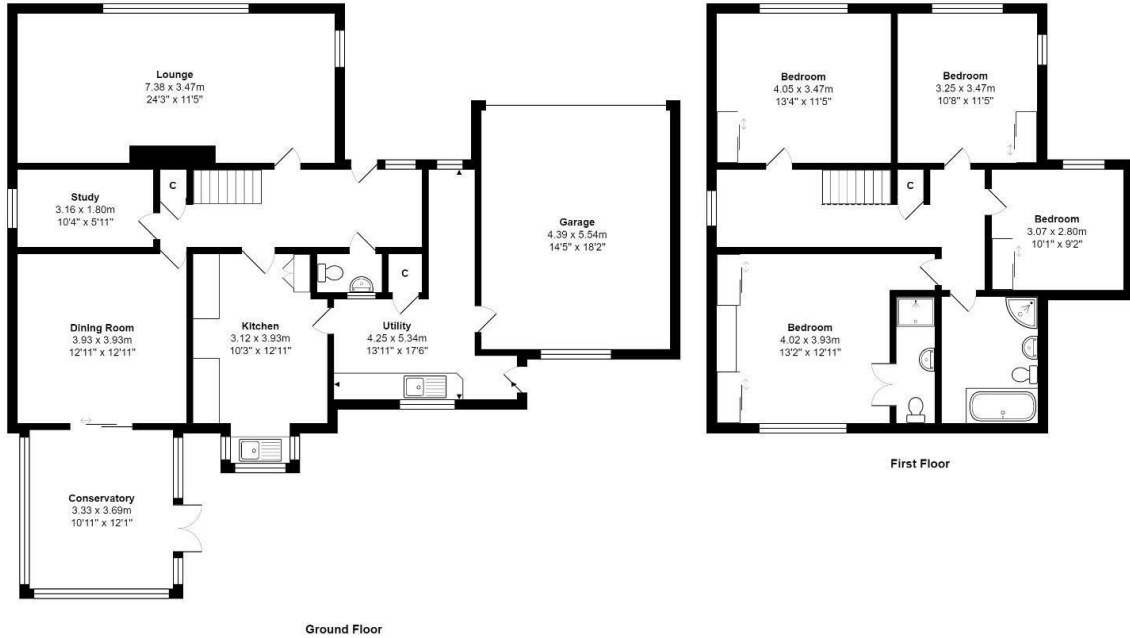 Lounge
7.38 x 3.47m
24'3" x 11'5"
Study
3.16 x 1.80m
10'4" x 5'11"
C
Dining Room
3.93 x 3.93m
12'11" x 12'11"
Kitchen
3.12 x 3.93m
10'3" x 12'11"
C
Utility
4.25 x 5.34m
13'11" x 17'6"
Garage
4.39 x 5.54m
14'5" x 18'2"
Conservatory
3.33 x 3.69m
10'11" x 12'1"
Ground Floor
Bedroom
4.05 x 3.47m
13'4" x 11'5"
Bedroom
3.25 x 3.47m
10'8" x 11'5"
C
Bedroom
3.07 x 2.80m
10'1" x 9'2"
Bedroom
4.02 x 3.93m
13'2" x 12'11"
First Floor